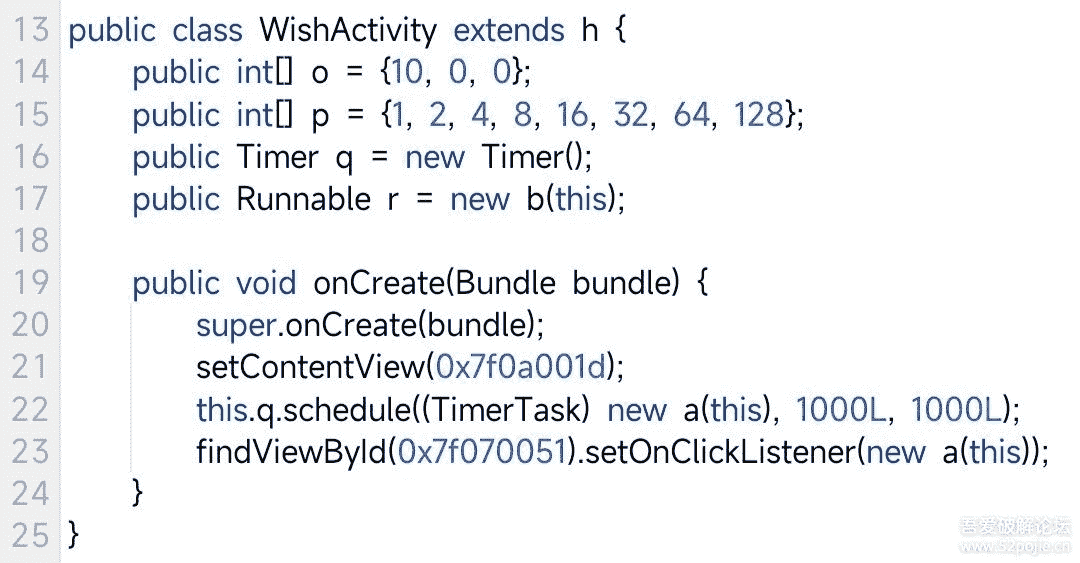 13 public class WishActivity extends h {
14     public int[] o = {10, 0, 0};
15     public int[] p = {1, 2, 4, 8, 16, 32, 64, 128};
16     public Timer q = new Timer();
17     public Runnable r = new b(this);
18
19     public void onCreate(Bundle bundle) {
20         super.onCreate(bundle);
21         setContentView(0x7f0a001d);
22         this.q.schedule((TimerTask) new a(this), 1000L, 1000L);
23         findViewById(0x7f070051).setOnClickListener(new a(this));
24     }
25 }
吾爱破解论坛
www.52pojie.cn